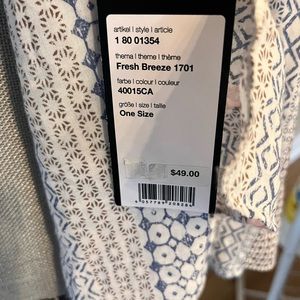 artikel | style | article
1 80 01354
thema | theme | thème
Fresh Breeze 1701
farbe | colour | couleur
40015CA
größe | size | taille
One Size
$49.00